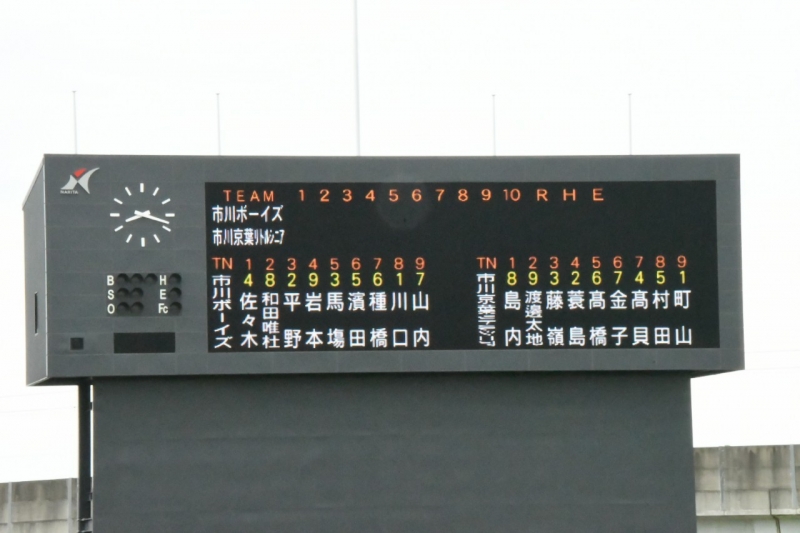 TEAM 1 2 3 4 5 6 7 8 9 10 R H E
市川ボーイズ
市川京葉ﾘﾄﾙｼﾆｱ
TN 1 2 3 4 5 6 7 8 9
4 8 2 9 3 5 6 1 7
市川ボーイズ
佐々木
和田唯杜
平野
岩本
馬塲
濱田
種橋
川口
山内
TN 1 2 3 4 5 6 7 8 9
8 9 3 2 6 7 4 5 1
市川京葉ﾘﾄﾙｼﾆｱ
島内
渡邊太地
藤嶺
蓑島
髙橋
金子
髙貝
村田
町山
B H
S E
O Fc